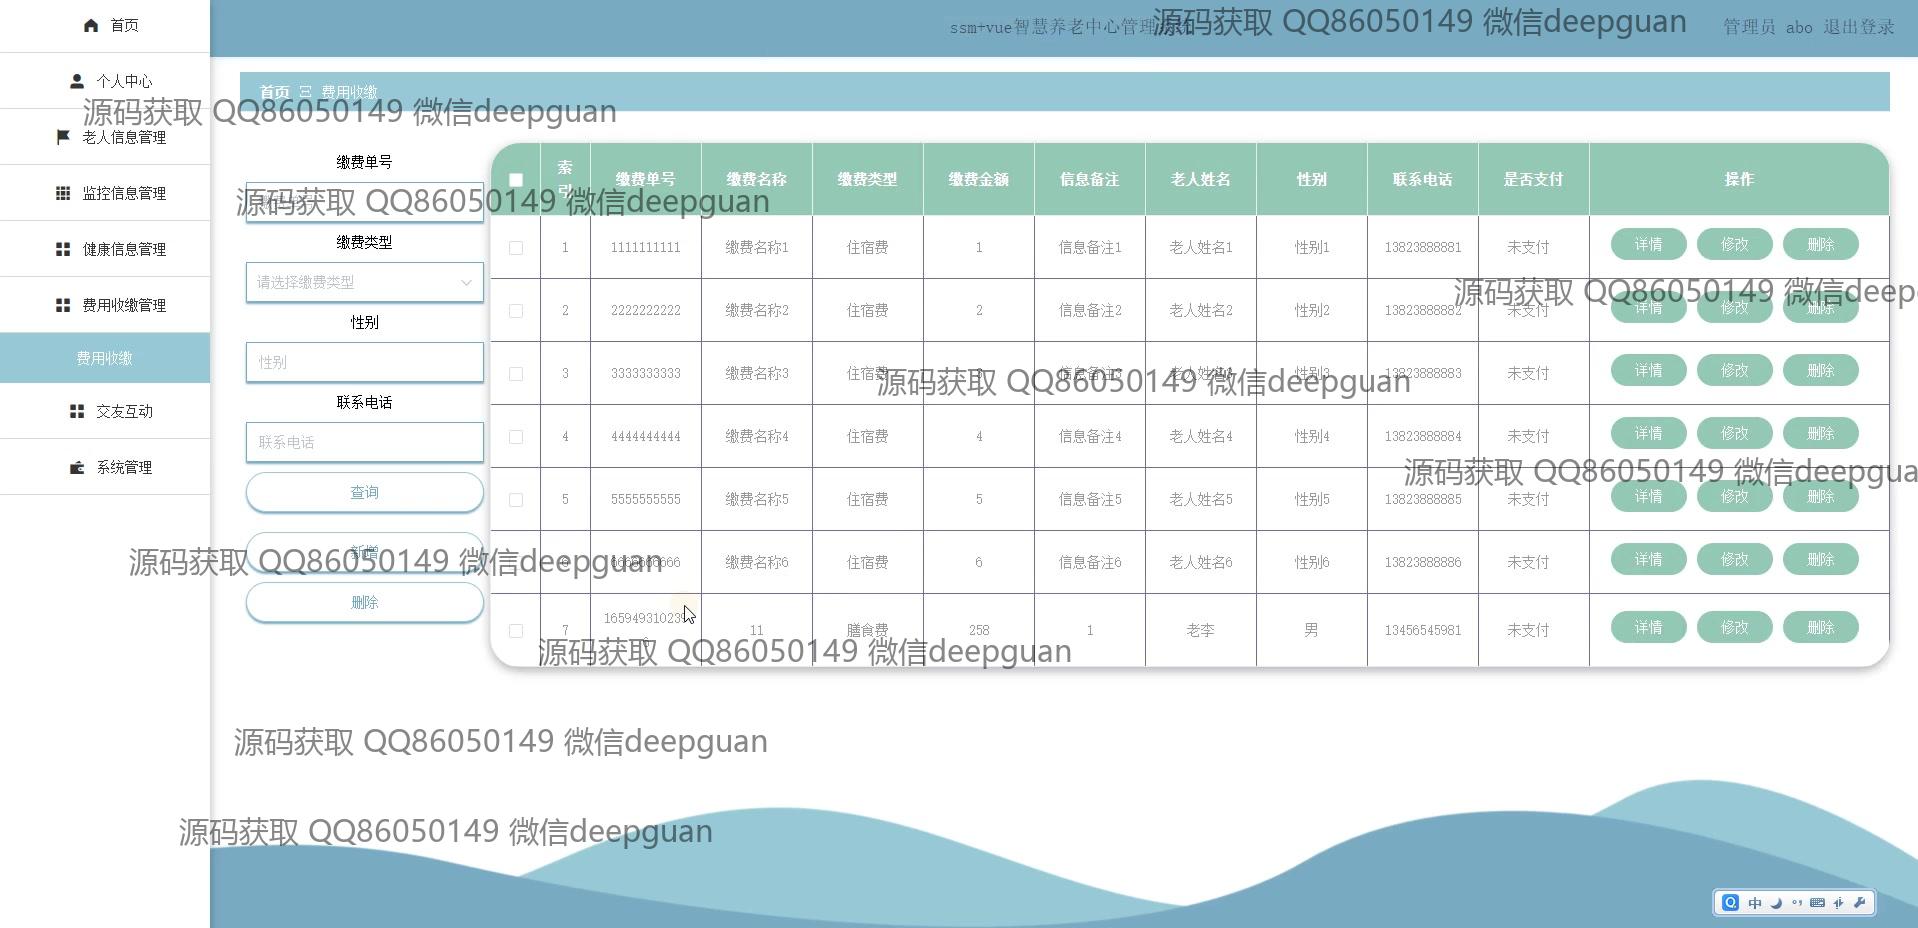 首页
个人中心
老人信息管理
监控信息管理
健康信息管理
费用收缴管理
费用收缴
交友互动
系统管理
ssm+vue智慧养老中心管理
管理员 abo 退出登录
首页 费用收缴
缴费单号
缴费类型
请选择缴费类型
性别
性别
联系电话
联系电话
查询
新增
删除
索引 缴费单号 缴费名称 缴费类型 缴费金额 信息备注 老人姓名 性别 联系电话 是否支付 操作
1 1111111111 缴费名称1 住宿费 1 信息备注1 老人姓名1 性别1 13823888881 未支付 详情 修改 删除
2 2222222222 缴费名称2 住宿费 2 信息备注2 老人姓名2 性别2 13823888882 未支付 详情 修改 删除
3 3333333333 缴费名称3 住宿费 3 信息备注3 老人姓名3 性别3 13823888883 未支付 详情 修改 删除
4 4444444444 缴费名称4 住宿费 4 信息备注4 老人姓名4 性别4 13823888884 未支付 详情 修改 删除
5 5555555555 缴费名称5 住宿费 5 信息备注5 老人姓名5 性别5 13823888885 未支付 详情 修改 删除
6 6666666666 缴费名称6 住宿费 6 信息备注6 老人姓名6 性别6 13823888886 未支付 详情 修改 删除
7 11 膳食费 258 1 老李 男 13456545981 未支付 详情 修改 删除
源码获取 QQ86050149 微信deepguan
源码获取 QQ86050149 微信deepguan
源码获取 QQ86050149 微信deepguan
源码获取 QQ86050149 微信deep
源码获取 QQ86050149 微信deepguan
源码获取 QQ86050149 微信deepgua
源码获取 QQ86050149 微信deepguan
源码获取 QQ86050149 微信deepguan
源码获取 QQ86050149 微信deepguan
源码获取 QQ86050149 微信deepguan
中